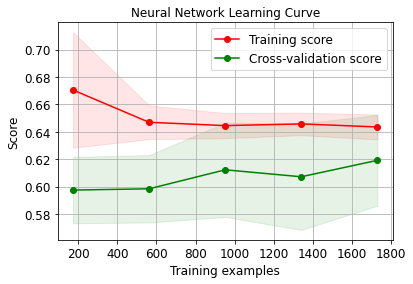 Neural Network Learning Curve
Training score
Cross-validation score
Score
0.70
0.68
0.66
0.64
0.62
0.60
0.58
200 400 600 800 1000 1200 1400 1600 1800
Training examples